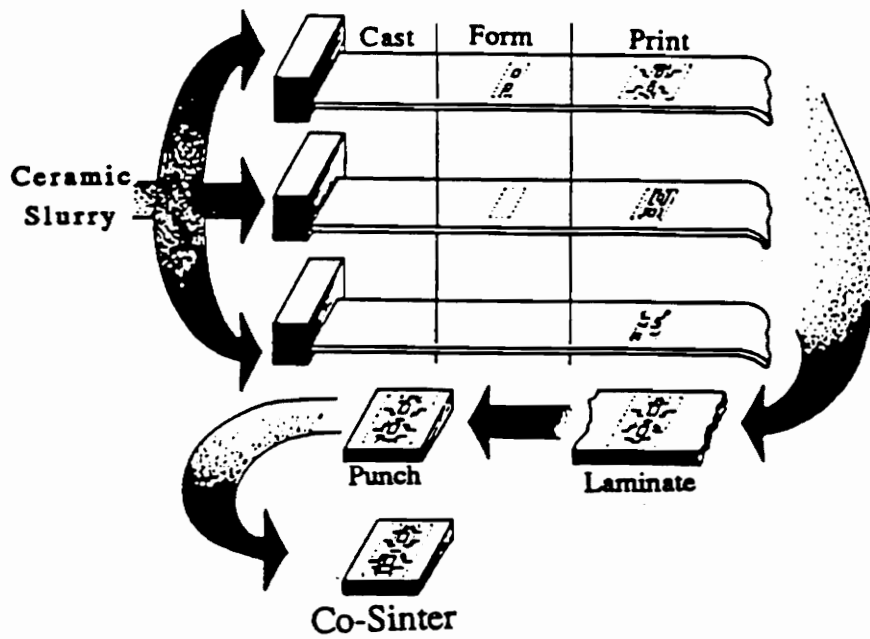 Cast Form Print
Ceramic
Slurry
Punch
Laminate
Co-Sinter